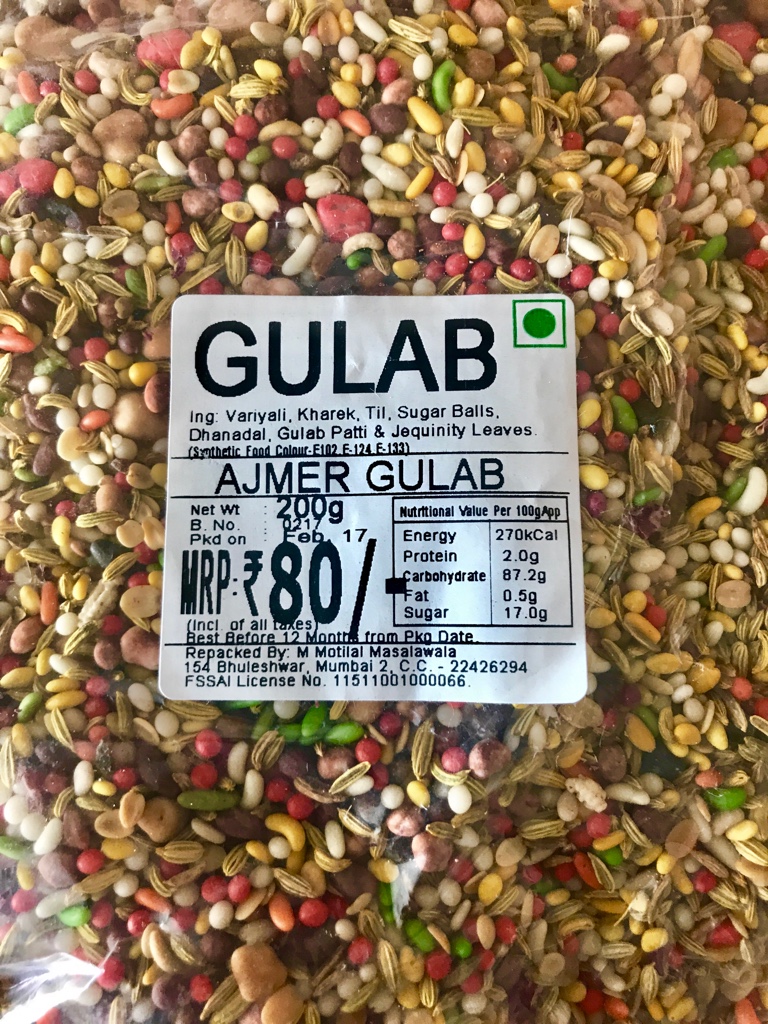 GULAB
Ing: Variyali, Kharek, Til, Sugar Balls,
Dhanadal, Gulab Patti & Jequinity Leaves.
(Synthetic Food Colour-E102 E-124 E-133)
AJMER GULAB
Net Wt : 200g
B. No. : 0217
Pkd on : Feb. 17
MRP:₹80/-
(Incl. of all taxes)
Best Before 12 Months from Pkg Date.
Nutritional Value Per 100gApp
Energy 270kCal
Protein 2.0g
Carbohydrate 87.2g
Fat 0.5g
Sugar 17.0g
Repacked By: M Motilal Masalawala
154 Bhuleshwar, Mumbai 2, C.C. - 22426294
FSSAI License No. 11511001000066.